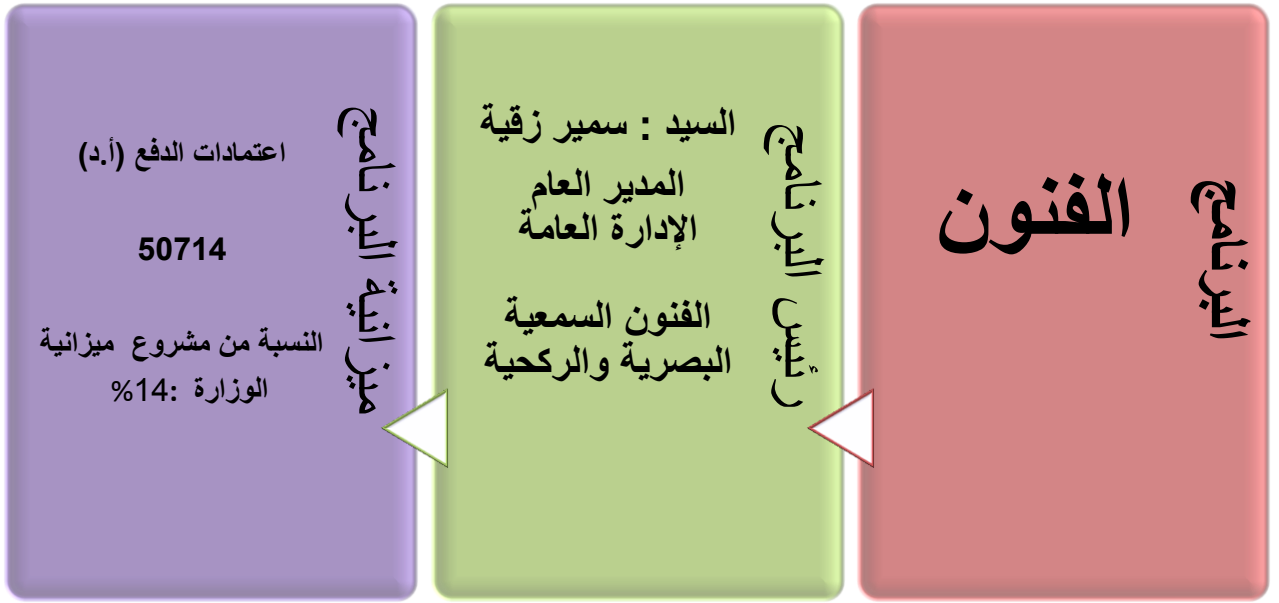 البرنامج
الفنون
رئيس البرنامج
السيد : سمير زقية
المدير العام
الإدارة العامة
الفنون السمعية
البصرية والركحية
ميزانية البرنامج
اعتمادات الدفع (أ.د)
50714
النسبة من مشروع ميزانية
الوزارة :14%